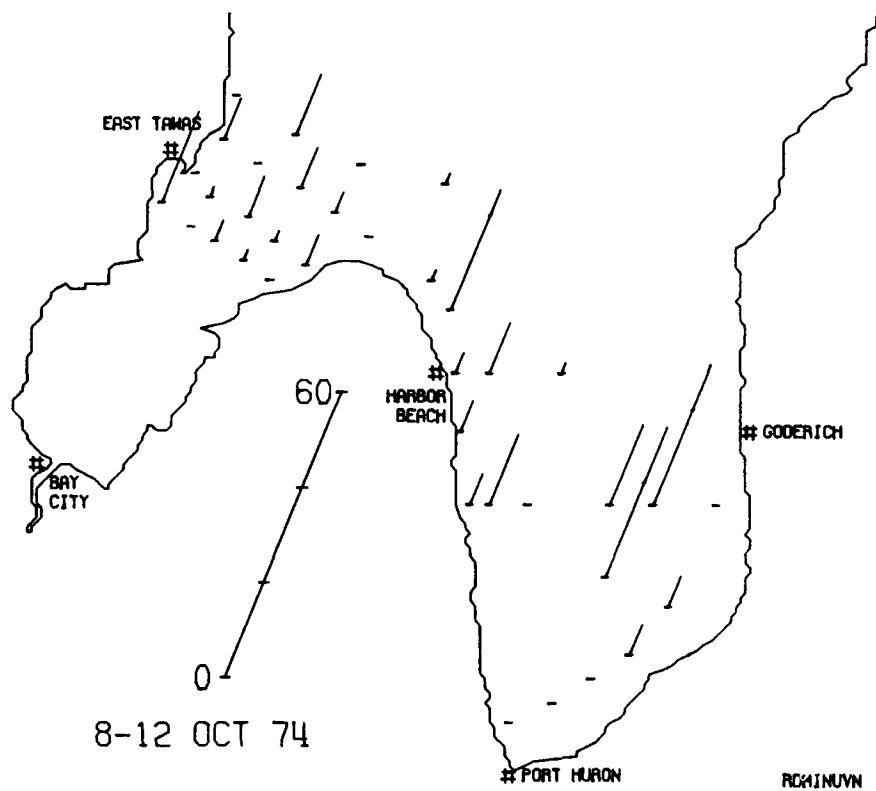 EAST TAWAS
60
HARBOR
BEACH
GODERICH
BAY
CITY
0
8-12 OCT 74
PORT HURON